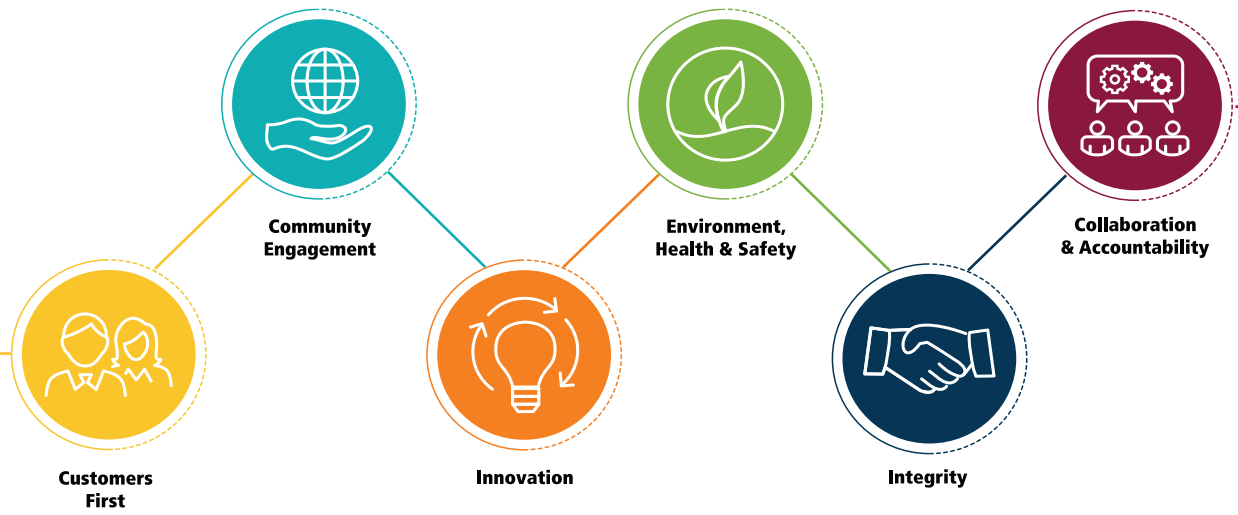 Customers
First
Community
Engagement
Innovation
Environment,
Health & Safety
Integrity
Collaboration
& Accountability